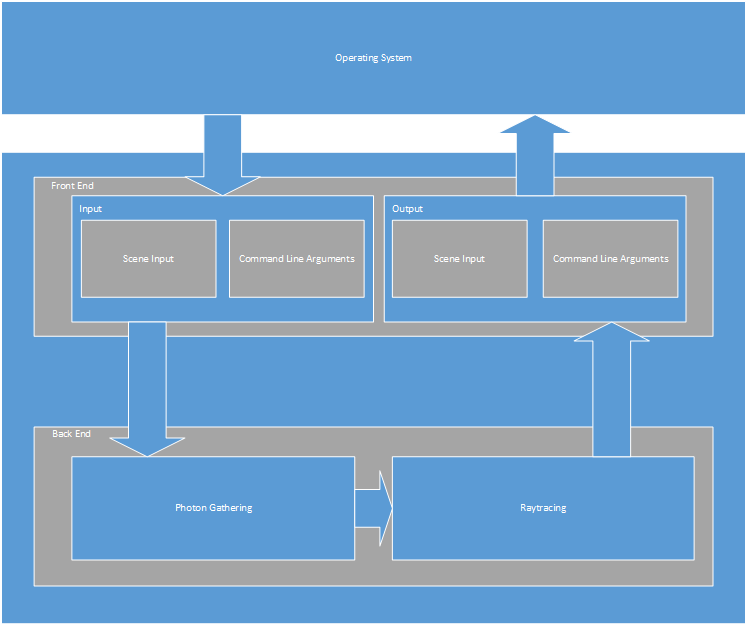 Operating System
Front End
Input
Output
Scene Input
Command Line Arguments
Scene Input
Command Line Arguments
Back End
Photon Gathering
Raytracing